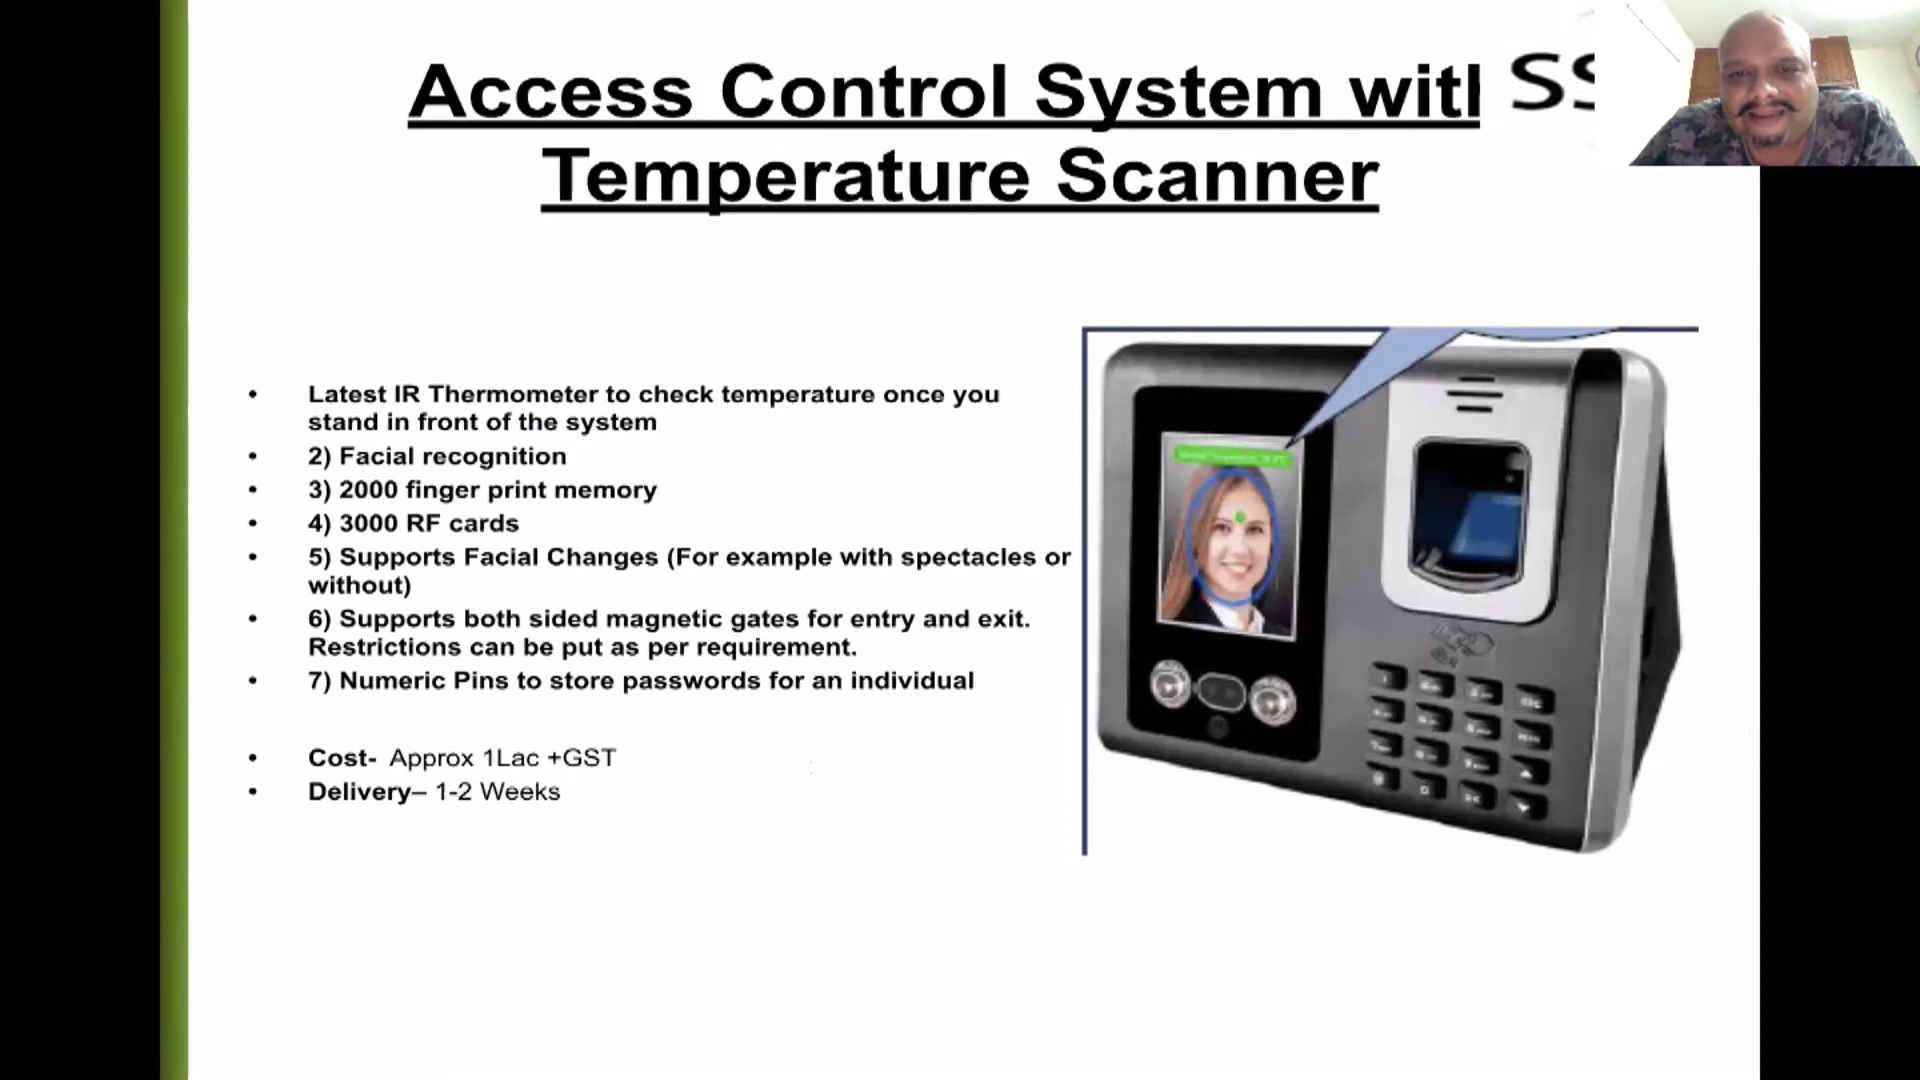 Access Control System with
SS
Temperature Scanner
• Latest IR Thermometer to check temperature once you
stand in front of the system
• 2) Facial recognition
• 3) 2000 finger print memory
• 4) 3000 RF cards
• 5) Supports Facial Changes (For example with spectacles or
without)
• 6) Supports both sided magnetic gates for entry and exit.
Restrictions can be put as per requirement.
• 7) Numeric Pins to store passwords for an individual
• Cost- Approx 1Lac +GST
• Delivery– 1-2 Weeks